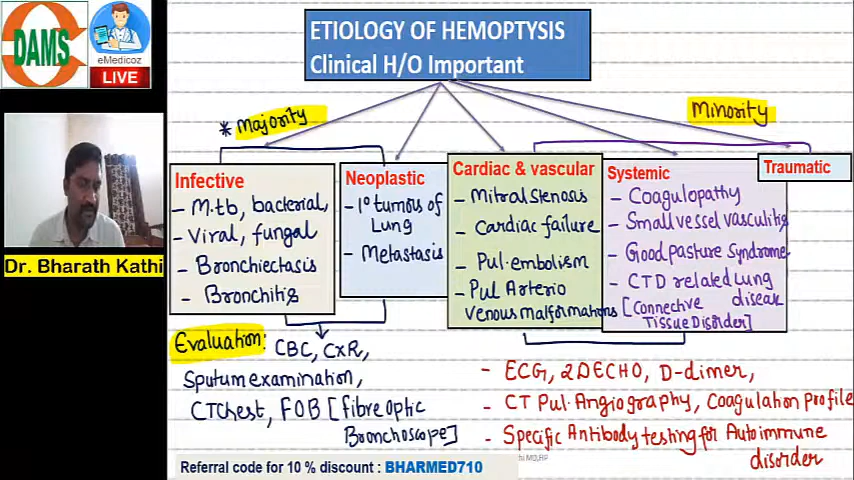 DAMS
eMedicoz
LIVE
Dr. Bharath Kathi
ETIOLOGY OF HEMOPTYSIS
Clinical H/O Important
* Majority
Minority
Infective
- M.tb, bacterial,
- Viral, fungal
- Bronchiectasis
- Bronchitis
Neoplastic
- 1° tumous of
Lung
- Metastasis
Cardiac & vascular
- Mitral Stenosis
- Cardiac failure
- Pul. embolism
- Pul Arterio
venous malformations
Systemic
- Coagulopathy
- Small vessel vasculitis
- Good pasture Syndrome
- CTD related lung
disease
[Connective
Tissue Disorder]
Traumatic
Evaluation: CBC, CXR,
Sputum examination,
CT Chest, FOB [fibre optic
Bronchoscope]
- ECG, 2DECHO, D-dimer,
- CT Pul. Angiography, Coagulation profile
- Specific Antibody testing for Autoimmune
disorder
Referral code for 10 % discount : BHARMED710